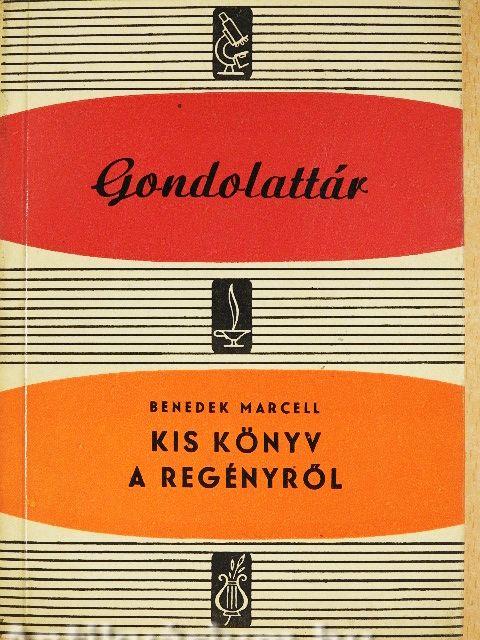 Gondolattár
BENEDEK MARCELL
KIS KÖNYV
A REGÉNYRŐL